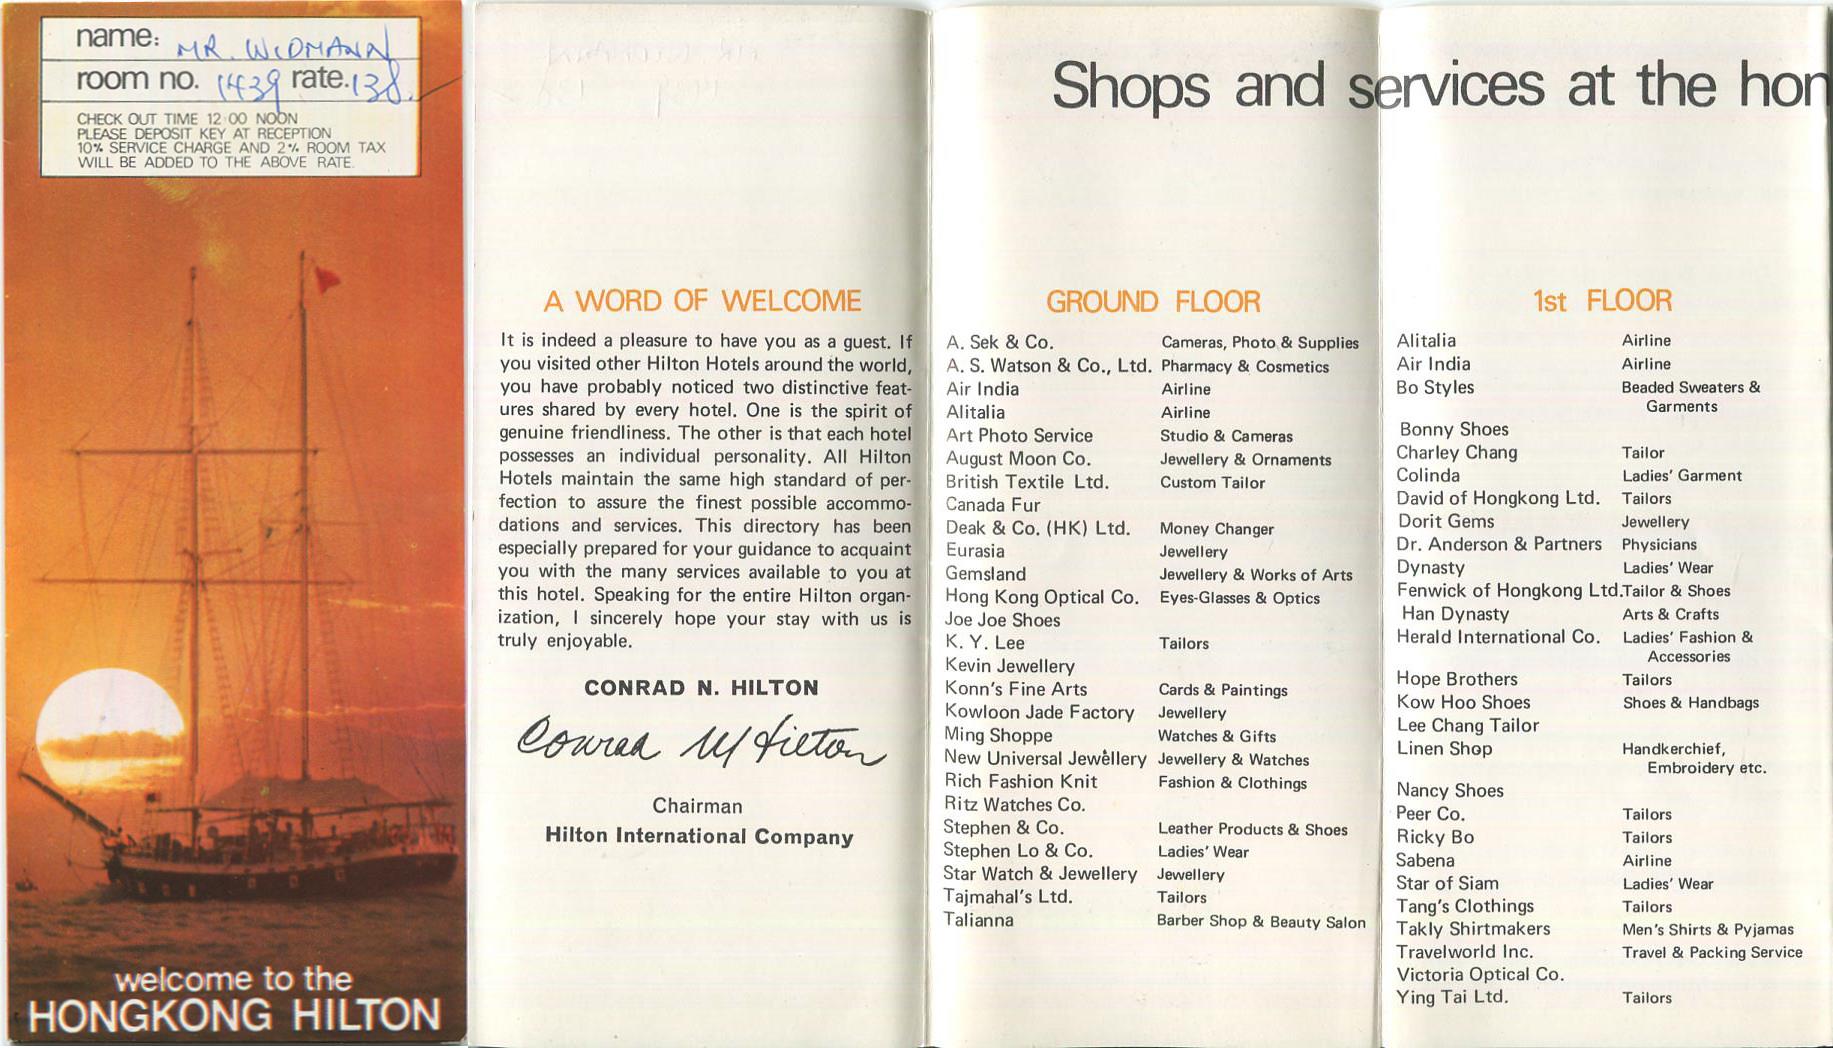 name: MR. WIDMANN
room no. 1439 rate. 138.
CHECK OUT TIME 12:00 NOON
PLEASE DEPOSIT KEY AT RECEPTION
10% SERVICE CHARGE AND 2% ROOM TAX
WILL BE ADDED TO THE ABOVE RATE.
welcome to the
HONGKONG HILTON
A WORD OF WELCOME
It is indeed a pleasure to have you as a guest. If
you visited other Hilton Hotels around the world,
you have probably noticed two distinctive feat-
ures shared by every hotel. One is the spirit of
genuine friendliness. The other is that each hotel
possesses an individual personality. All Hilton
Hotels maintain the same high standard of per-
fection to assure the finest possible accommo-
dations and services. This directory has been
especially prepared for your guidance to acquaint
you with the many services available to you at
this hotel. Speaking for the entire Hilton organ-
ization, I sincerely hope your stay with us is
truly enjoyable.
CONRAD N. HILTON
Conrad N Hilton
Chairman
Hilton International Company
Shops and services at the hon
GROUND FLOOR
A. Sek & Co. Cameras, Photo & Supplies
A. S. Watson & Co., Ltd. Pharmacy & Cosmetics
Air India Airline
Alitalia Airline
Art Photo Service Studio & Cameras
August Moon Co. Jewellery & Ornaments
British Textile Ltd. Custom Tailor
Canada Fur
Deak & Co. (HK) Ltd. Money Changer
Eurasia Jewellery
Gemsland Jewellery & Works of Arts
Hong Kong Optical Co. Eyes-Glasses & Optics
Joe Joe Shoes
K. Y. Lee Tailors
Kevin Jewellery
Konn's Fine Arts Cards & Paintings
Kowloon Jade Factory Jewellery
Ming Shoppe Watches & Gifts
New Universal Jewellery Jewellery & Watches
Rich Fashion Knit Fashion & Clothings
Ritz Watches Co.
Stephen & Co. Leather Products & Shoes
Stephen Lo & Co. Ladies' Wear
Star Watch & Jewellery Jewellery
Tajmahal's Ltd. Tailors
Talianna Barber Shop & Beauty Salon
1st FLOOR
Alitalia Airline
Air India Airline
Bo Styles Beaded Sweaters &
Garments
Bonny Shoes
Charley Chang Tailor
Colinda Ladies' Garment
David of Hongkong Ltd. Tailors
Dorit Gems Jewellery
Dr. Anderson & Partners Physicians
Dynasty Ladies' Wear
Fenwick of Hongkong Ltd. Tailor & Shoes
Han Dynasty Arts & Crafts
Herald International Co. Ladies' Fashion &
Accessories
Hope Brothers Tailors
Kow Hoo Shoes Shoes & Handbags
Lee Chang Tailor
Linen Shop Handkerchief,
Embroidery etc.
Nancy Shoes
Peer Co. Tailors
Ricky Bo Tailors
Sabena Airline
Star of Siam Ladies' Wear
Tang's Clothings Tailors
Takly Shirtmakers Men's Shirts & Pyjamas
Travelworld Inc. Travel & Packing Service
Victoria Optical Co.
Ying Tai Ltd. Tailors